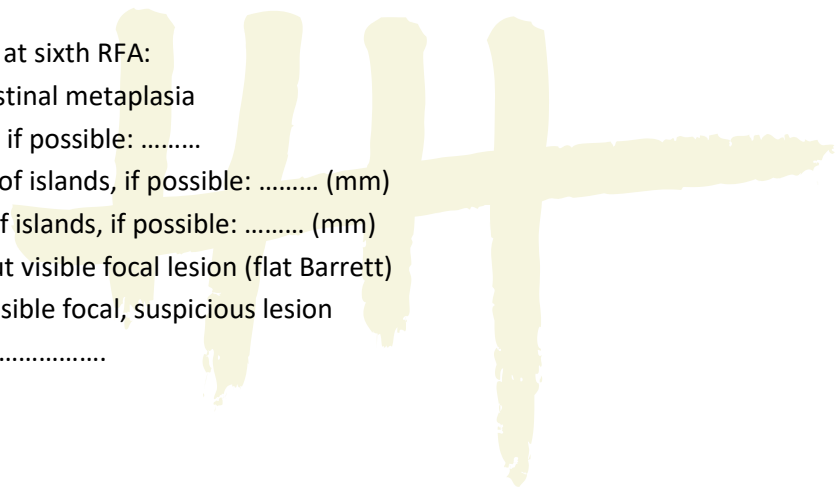 at sixth RFA:
stinal metaplasia
if possible: ………
of islands, if possible: ……… (mm)
f islands, if possible: ……… (mm)
ut visible focal lesion (flat Barrett)
sible focal, suspicious lesion
…………….